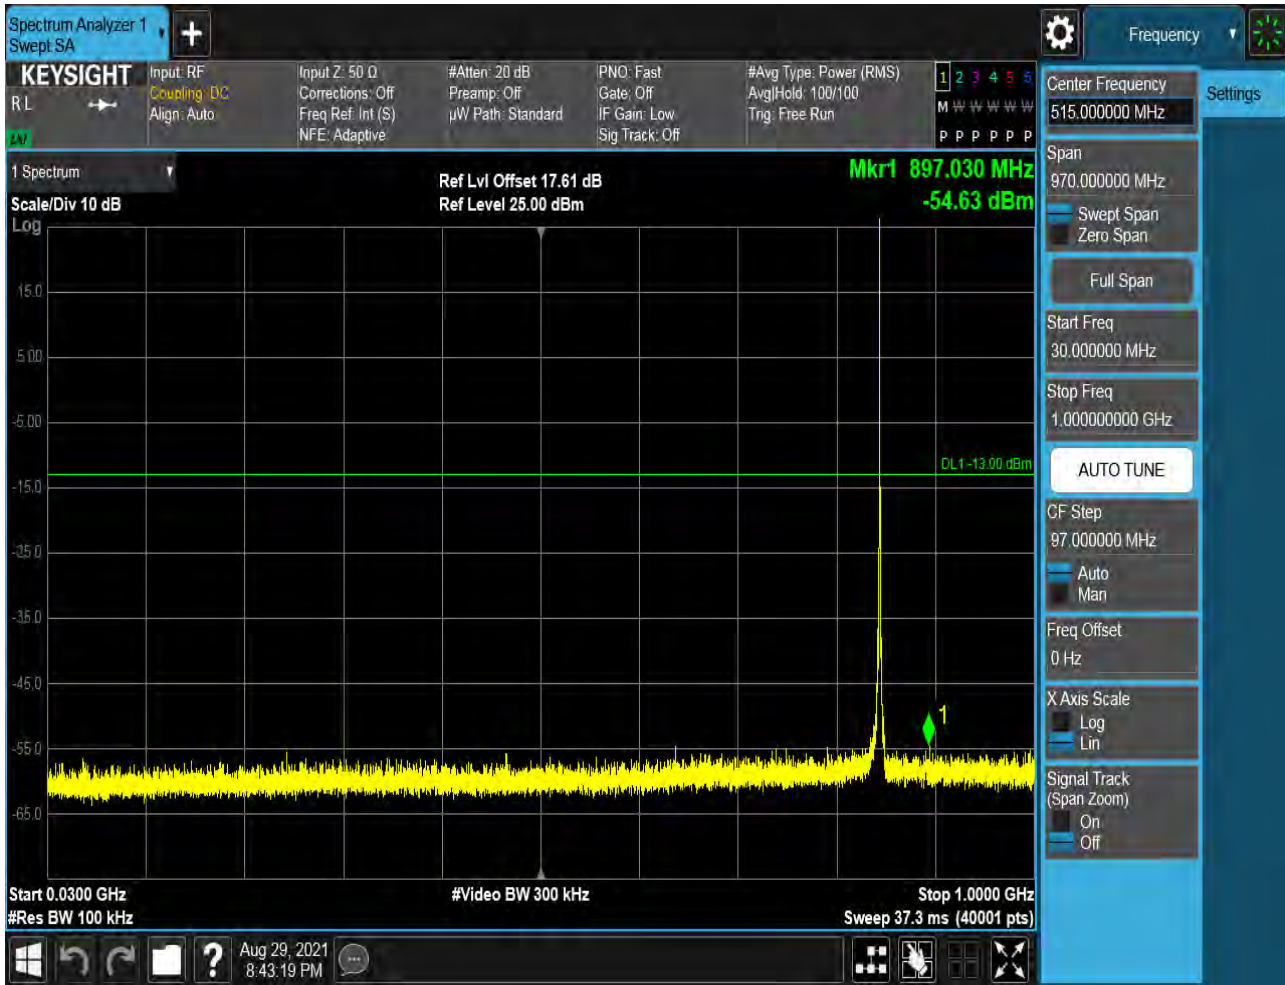 Spectrum Analyzer 1
Swept SA
+
Frequency
KEYSIGHT
R L
Input: RF
Coupling: DC
Align: Auto
Input Z: 50 Ω
Corrections: Off
Freq Ref: Int (S)
NFE: Adaptive
#Atten: 20 dB
Preamp: Off
µW Path: Standard
PNO: Fast
Gate: Off
IF Gain: Low
Sig Track: Off
#Avg Type: Power (RMS)
Avg|Hold: 100/100
Trig: Free Run
1 2 3 4 5 6
M W W W W W
P P P P P P
1 Spectrum
Scale/Div 10 dB
Log
Ref Lvl Offset 17.61 dB
Ref Level 25.00 dBm
Mkr1 897.030 MHz
-54.63 dBm
15.0
5.00
-5.00
-15.0
-25.0
-35.0
-45.0
-55.0
-65.0
DL1 -13.00 dBm
1
Start 0.0300 GHz
#Res BW 100 kHz
#Video BW 300 kHz
Stop 1.0000 GHz
Sweep 37.3 ms (40001 pts)
Center Frequency
515.000000 MHz
Settings
Span
970.000000 MHz
Swept Span
Zero Span
Full Span
Start Freq
30.000000 MHz
Stop Freq
1.000000000 GHz
AUTO TUNE
CF Step
97.000000 MHz
Auto
Man
Freq Offset
0 Hz
X Axis Scale
Log
Lin
Signal Track
(Span Zoom)
On
Off
?
Aug 29, 2021
8:43:19 PM